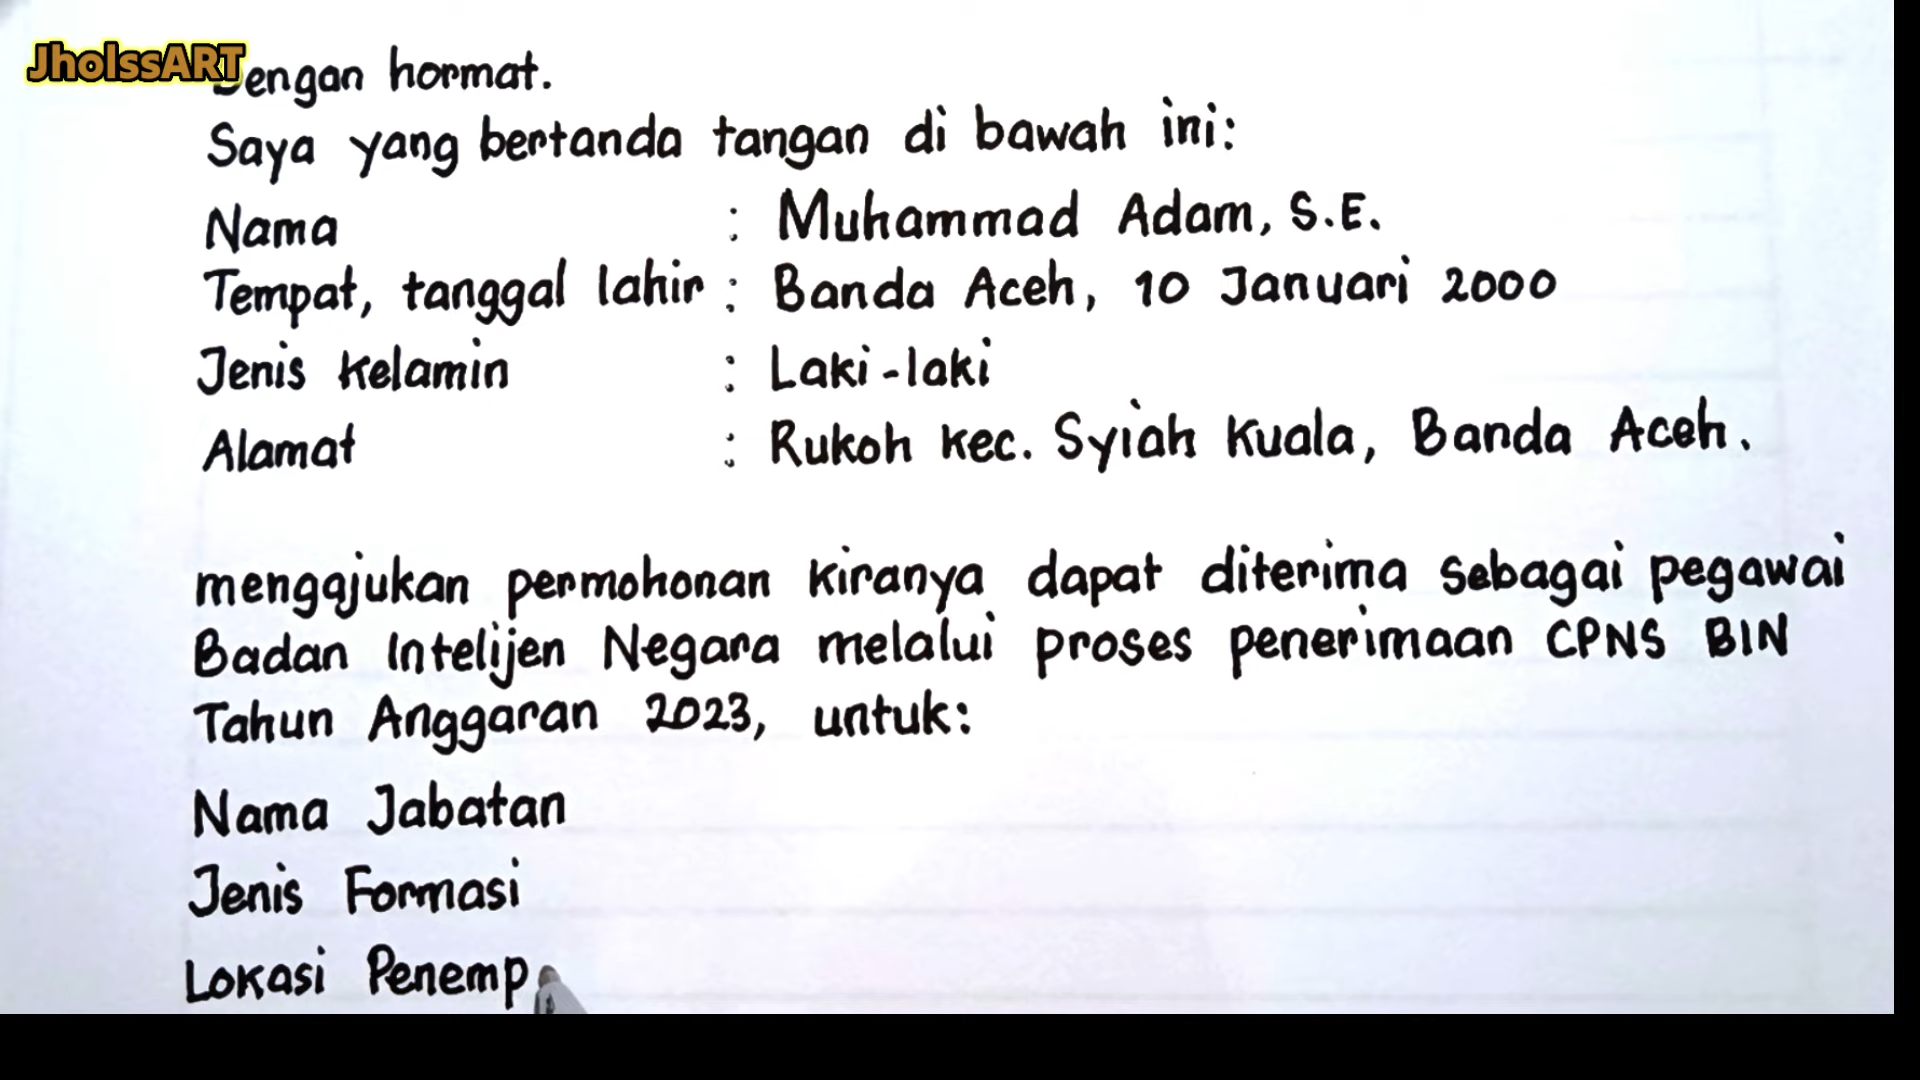 JholssART
Dengan hormat.
Saya yang bertanda tangan di bawah ini:
Nama : Muhammad Adam, S.E.
Tempat, tanggal lahir : Banda Aceh, 10 Januari 2000
Jenis kelamin : Laki-laki
Alamat : Rukoh kec. Syiah Kuala, Banda Aceh.
mengajukan permohonan kiranya dapat diterima sebagai pegawai
Badan Intelijen Negara melalui proses penerimaan CPNS BIN
Tahun Anggaran 2023, untuk:
Nama Jabatan
Jenis Formasi
Lokasi Penemp